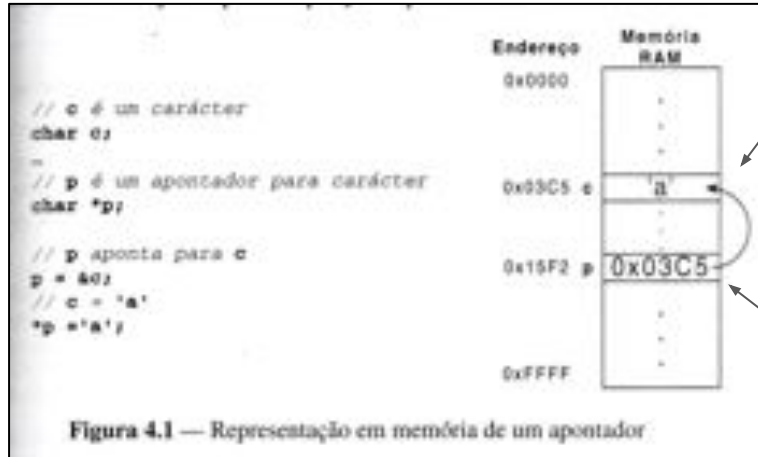 // c é um carácter
char c;
…
// p é um apontador para carácter
char *p;
// p aponta para c
p = &c;
// c = 'a'
*p ='a';
Endereço
Memória
RAM
0x0000
0x03C5 c 'a'
0x15F2 p 0x03C5
0xFFFF
Figura 4.1 — Representação em memória de um apontador